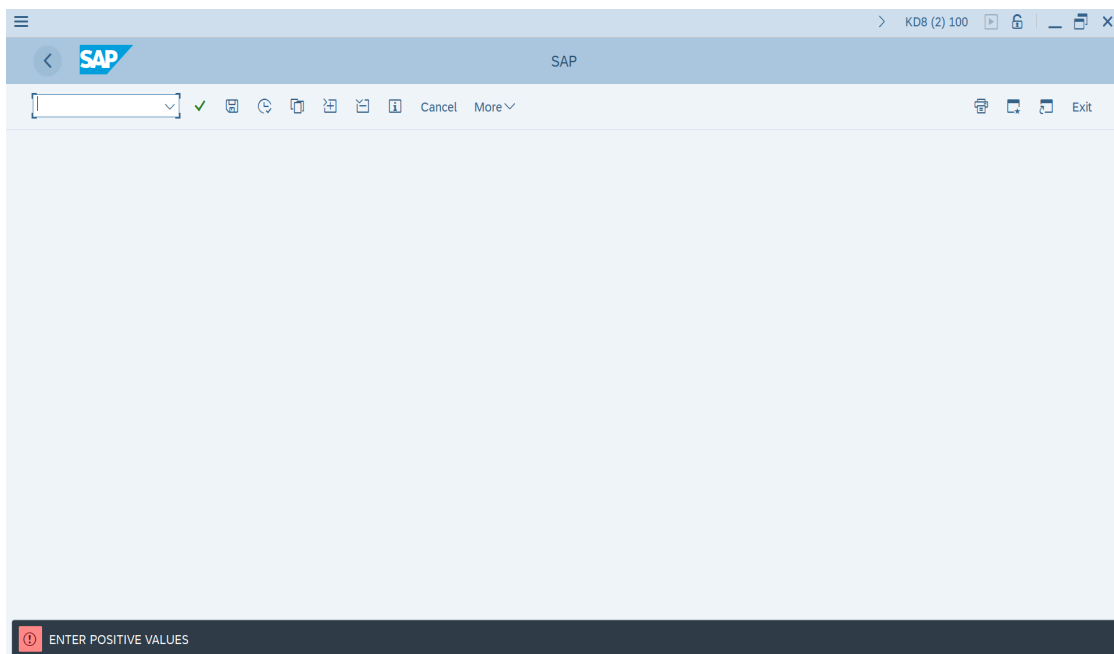 KD8 (2) 100
SAP
SAP
Cancel More Exit
ENTER POSITIVE VALUES